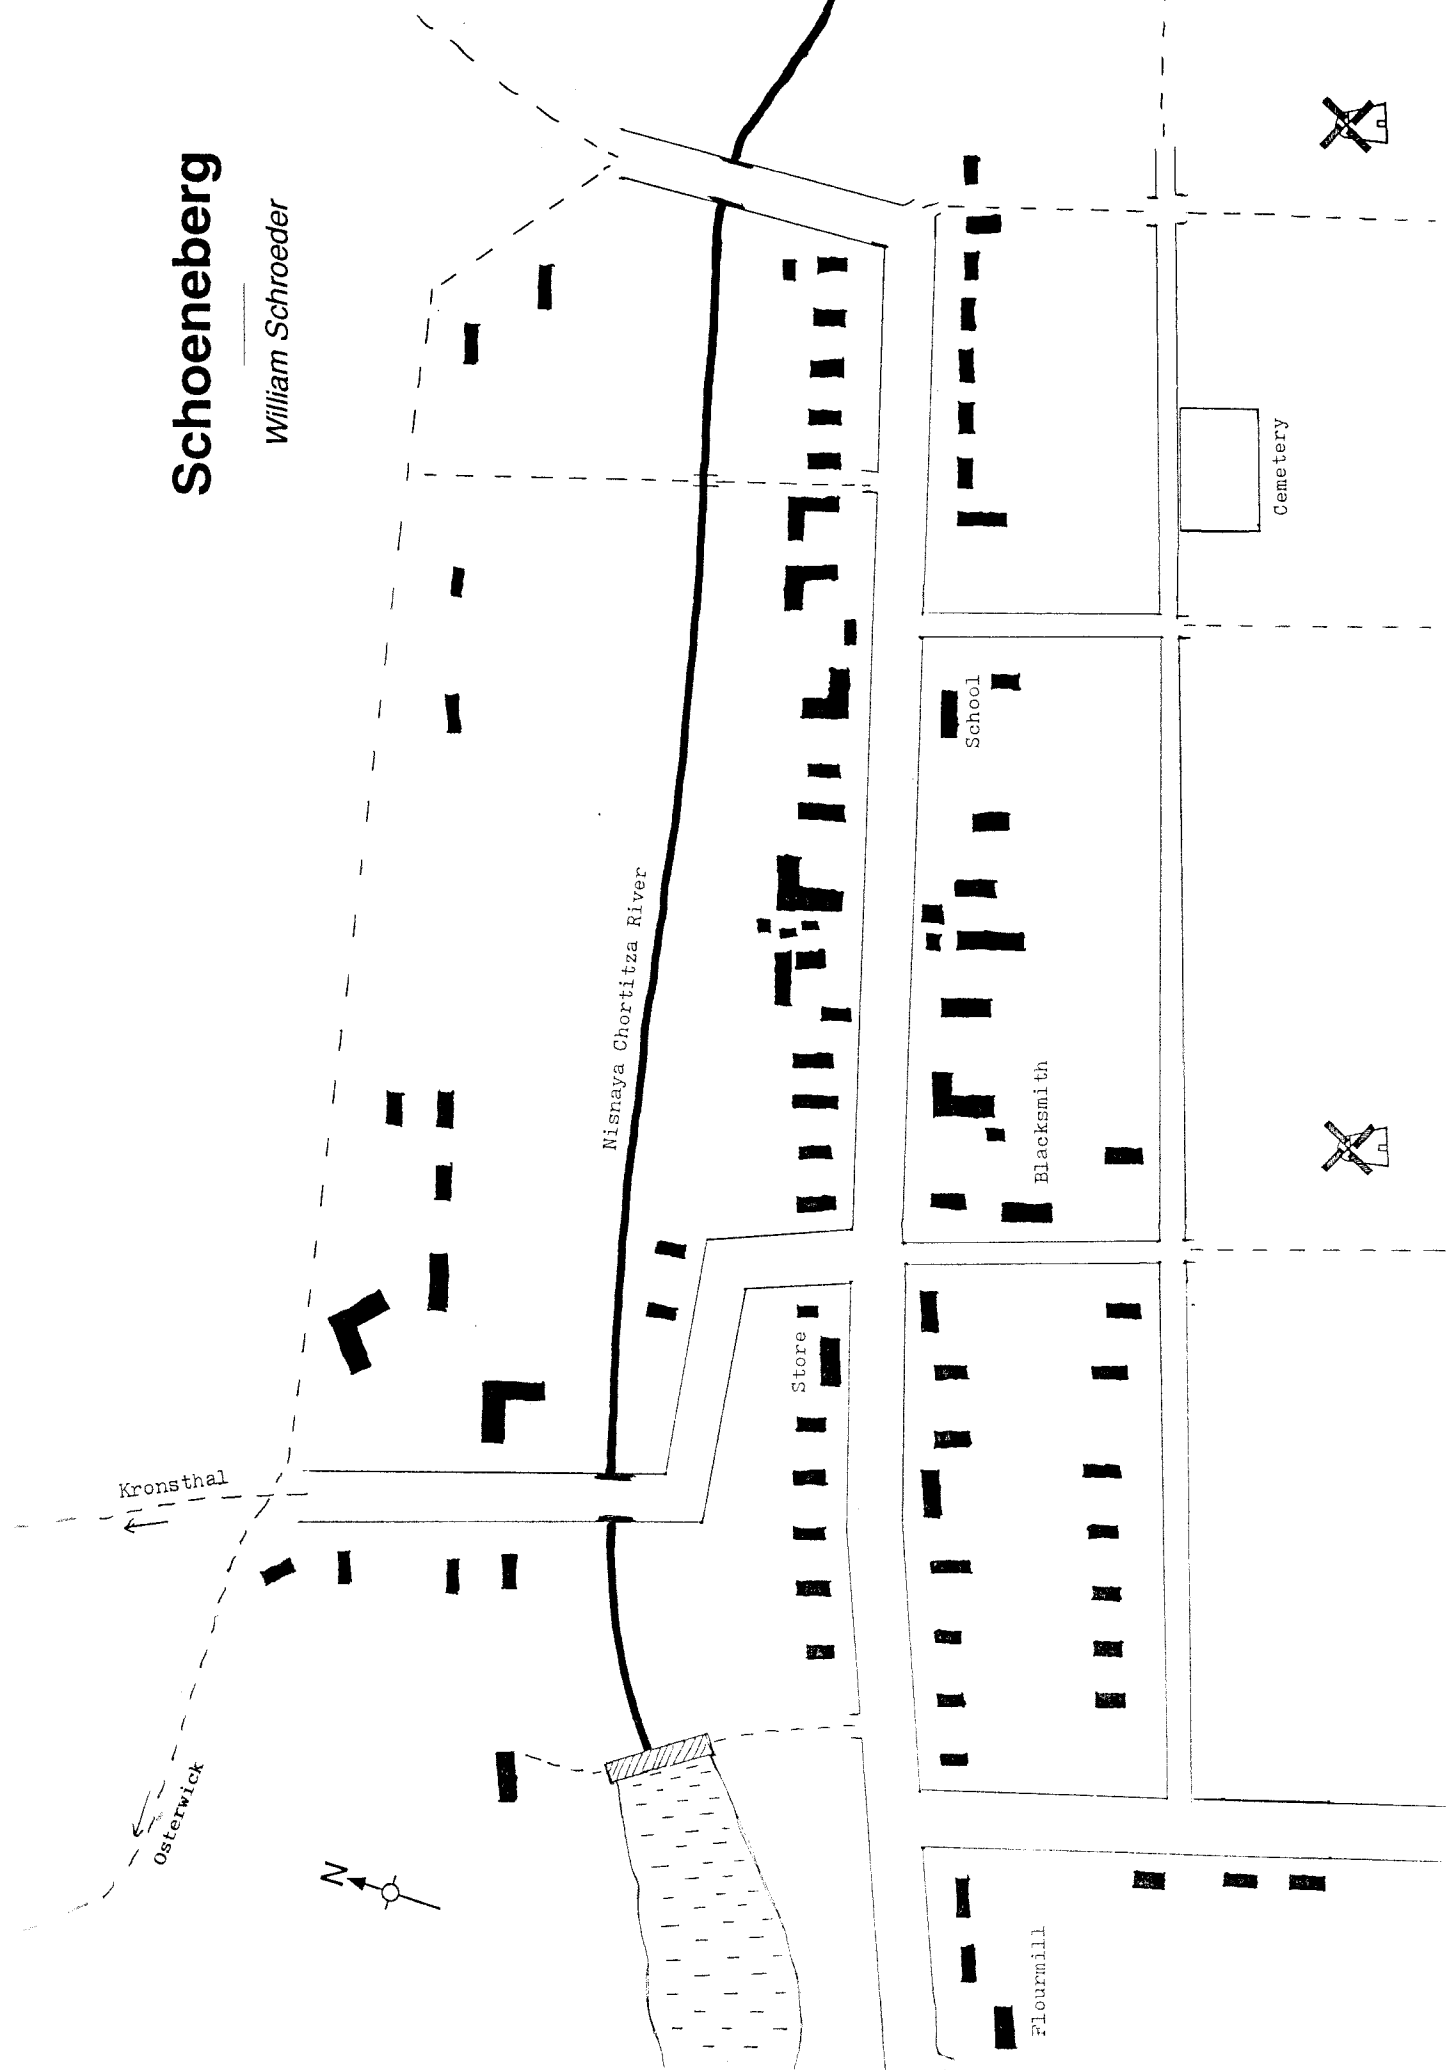 Schoeneberg
William Schroeder
Cemetery
School
Nisnaya Chortitza River
Blacksmith
Store
Kronsthal
Osterwick
N
Flourmill